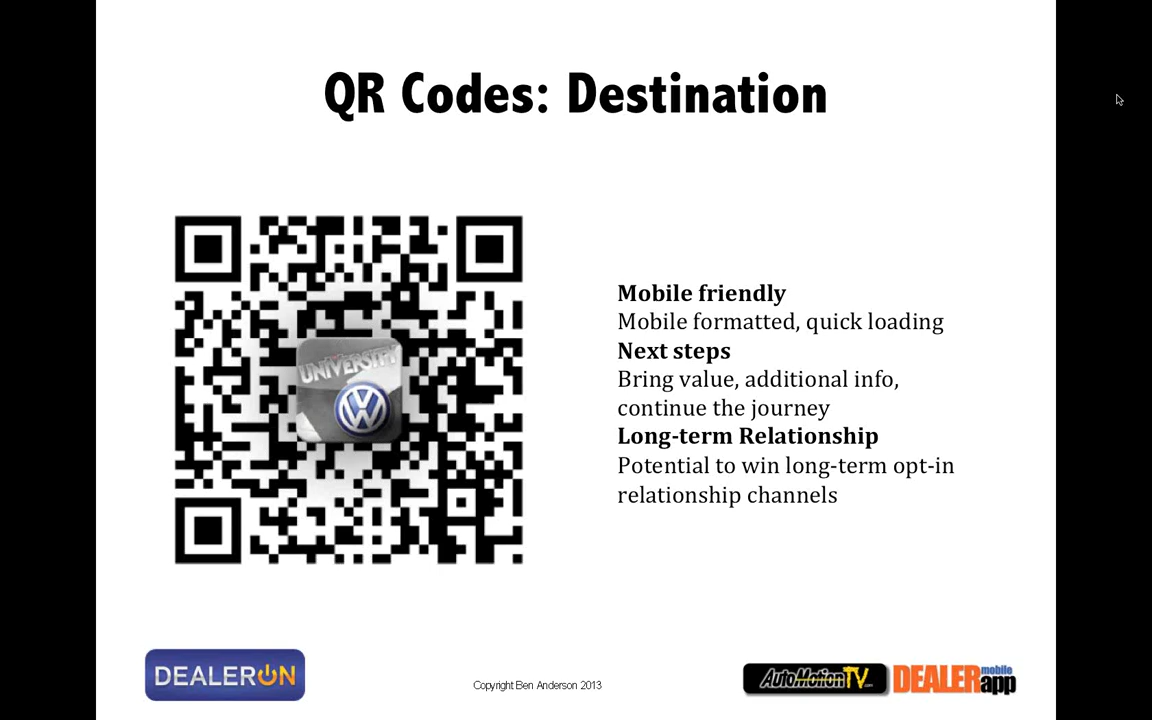 QR Codes: Destination
UNIVERSITY
Mobile friendly
Mobile formatted, quick loading
Next steps
Bring value, additional info,
continue the journey
Long-term Relationship
Potential to win long-term opt-in
relationship channels
DEALERON
Copyright Ben Anderson 2013
AutoMotionTV.com
DEALER mobile
app